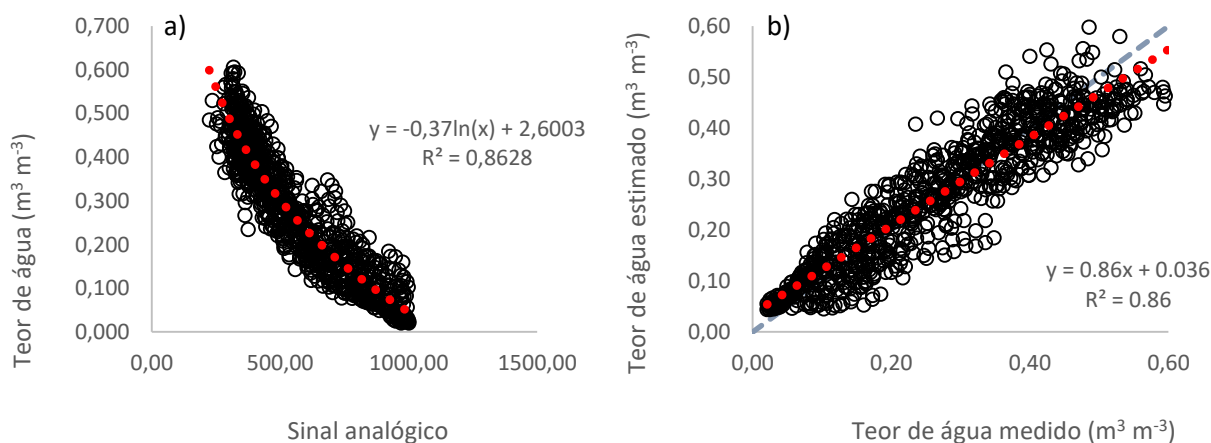 a)
Teor de água (m³ m⁻³)
0,700
0,600
0,500
0,400
0,300
0,200
0,100
0,000
y = -0,37ln(x) + 2,6003
R² = 0,8628
0,00 500,00 1000,00 1500,00
Sinal analógico
b)
Teor de água estimado (m³ m⁻³)
0,60
0,50
0,40
0,30
0,20
0,10
0,00
y = 0.86x + 0.036
R² = 0.86
0,00 0,20 0,40 0,60
Teor de água medido (m³ m⁻³)